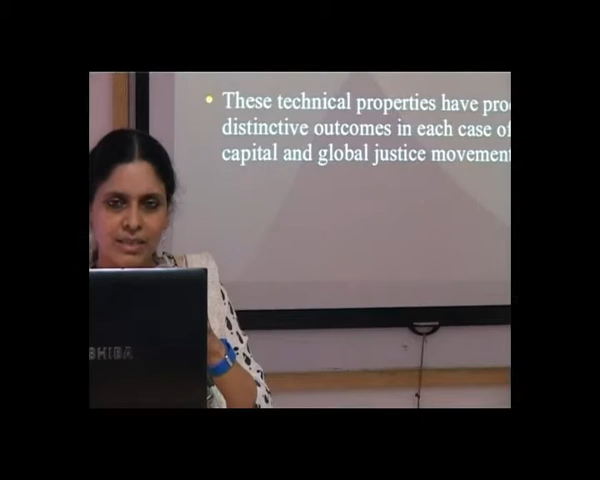 • These technical properties have pro
distinctive outcomes in each case of
capital and global justice movement
SHIBA